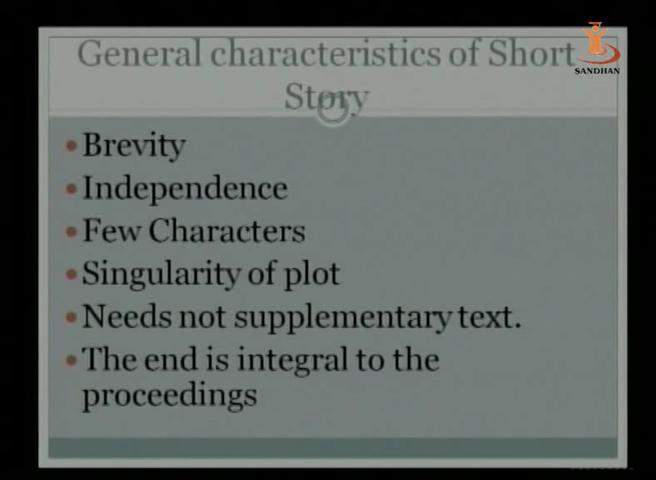 General characteristics of Short
Story
SANDHAN
•Brevity
•Independence
•Few Characters
•Singularity of plot
•Needs not supplementary text.
•The end is integral to the
proceedings